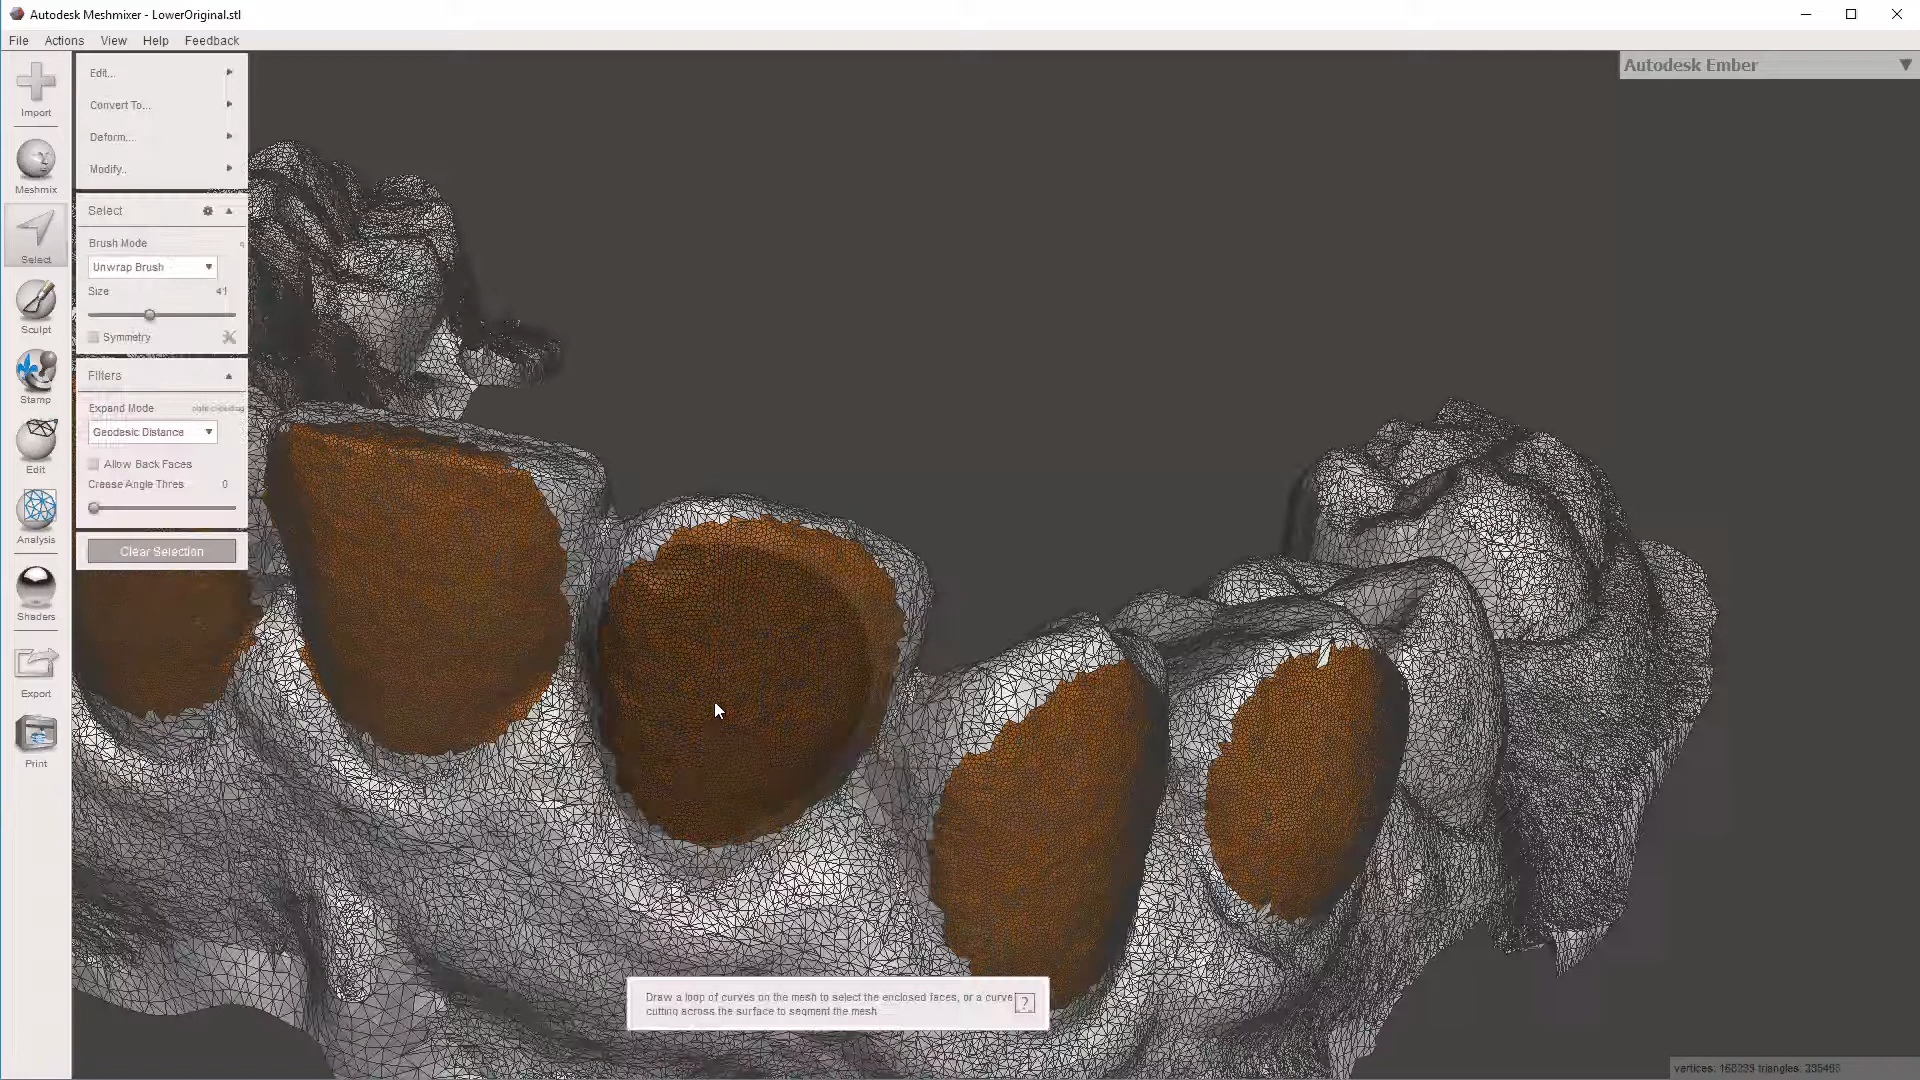 Autodesk Meshmixer - LowerOriginal.stl
File Actions View Help Feedback
Autodesk Ember
Import
Meshmix
Select
Sculpt
Stamp
Edit
Analysis
Shaders
Export
Print
Edit...
Convert To...
Deform...
Modify..
Select
Brush Mode
Unwrap Brush
Size 41
Symmetry
Filters
Expand Mode
Geodesic Distance
Allow Back Faces
Crease Angle Thres 0
Clear Selection
Draw a loop of curves on the mesh to select the enclosed faces, or a curve
cutting across the surface to segment the mesh
?
vertices: triangles: